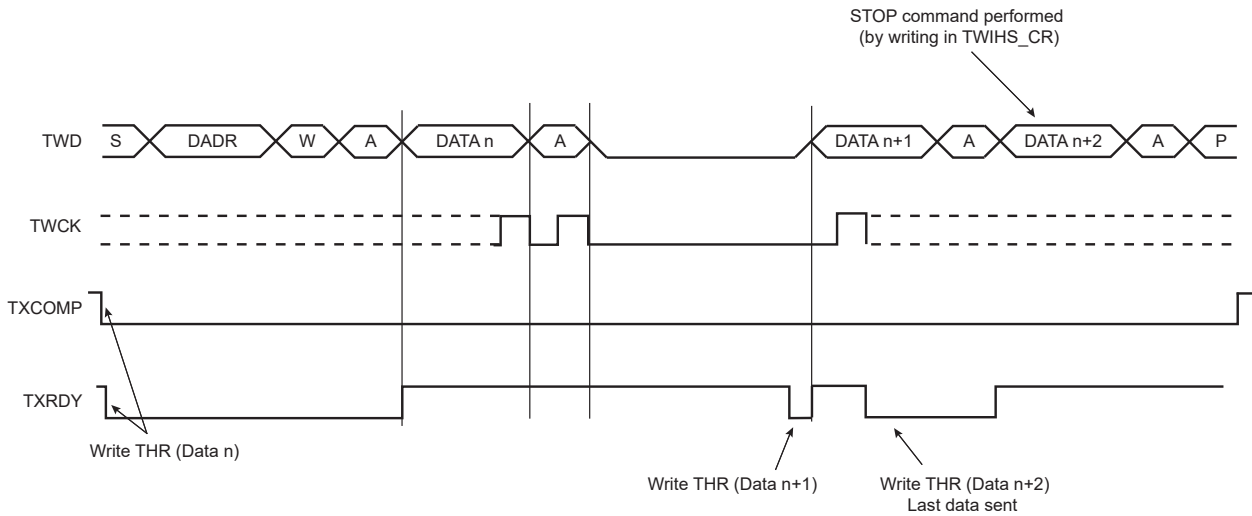 STOP command performed
(by writing in TWIHS_CR)
TWD S DADR W A DATA n A DATA n+1 A DATA n+2 A P
TWCK
TXCOMP
TXRDY
Write THR (Data n)
Write THR (Data n+1) Write THR (Data n+2)
Last data sent